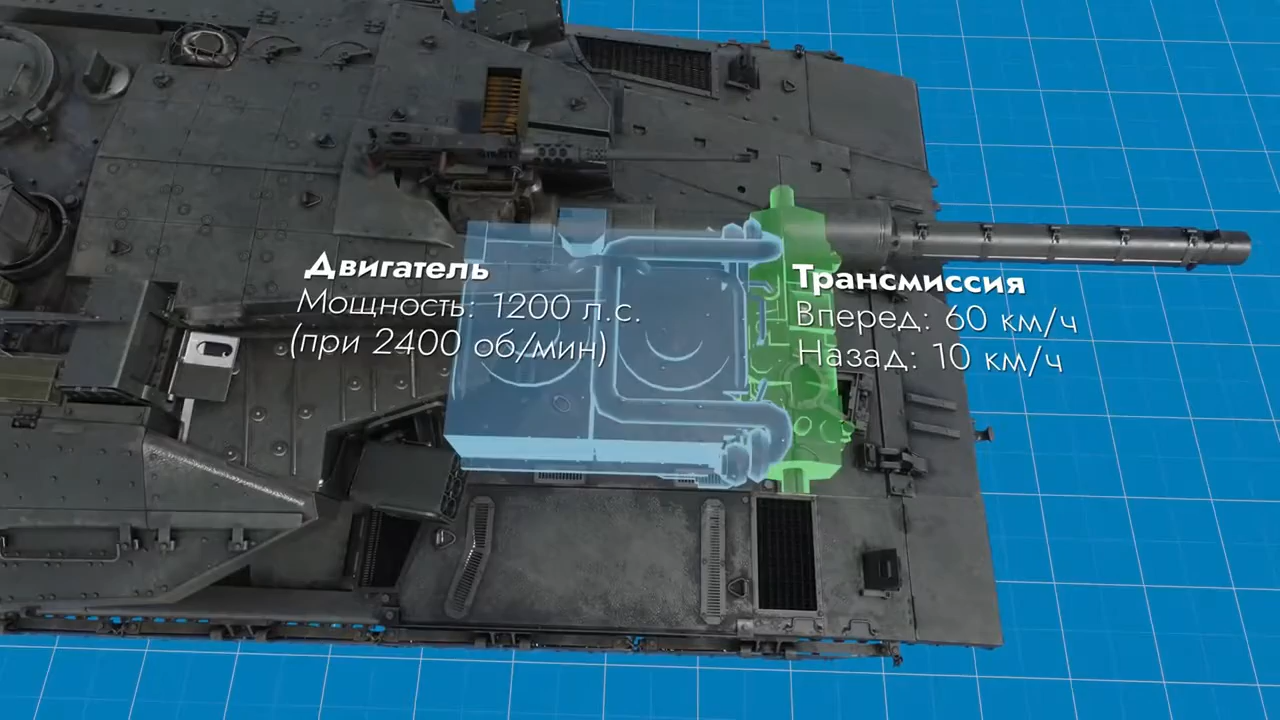 Двигатель
Мощность: 1200 л.с.
(при 2400 об/мин)
Трансмиссия
Вперед: 60 км/ч
Назад: 10 км/ч